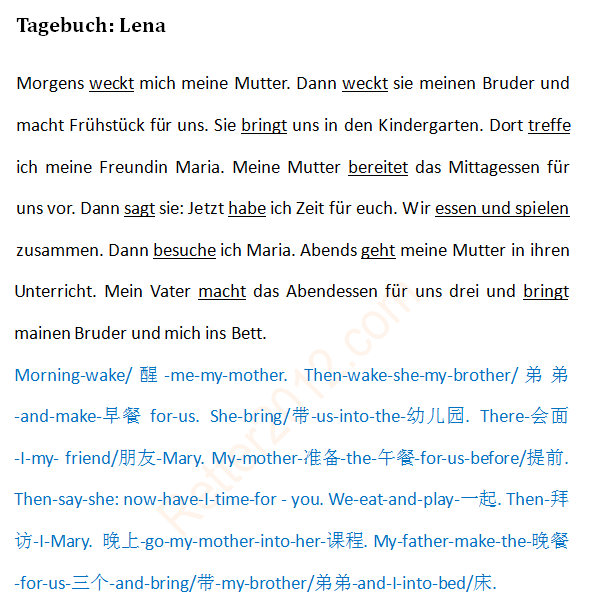 Tagebuch: Lena
Morgens weckt mich meine Mutter. Dann weckt sie meinen Bruder und
macht Frühstück für uns. Sie bringt uns in den Kindergarten. Dort treffe
ich meine Freundin Maria. Meine Mutter bereitet das Mittagessen für
uns vor. Dann sagt sie: Jetzt habe ich Zeit für euch. Wir essen und spielen
zusammen. Dann besuche ich Maria. Abends geht meine Mutter in ihren
Unterricht. Mein Vater macht das Abendessen für uns drei und bringt
mainen Bruder und mich ins Bett.
Morning-wake/醒-me-my-mother. Then-wake-she-my-brother/弟弟
-and-make-早餐 for-us. She-bring/带-us-into-the-幼儿园. There-会面
-I-my- friend/朋友-Mary. My-mother-准备-the-午餐-for-us-before/提前.
Then-say-she: now-have-I-time-for - you. We-eat-and-play-一起. Then-拜
访-I-Mary. 晚上-go-my-mother-into-her-课程. My-father-make-the-晚餐
-for-us-三个-and-bring/带-my-brother/弟弟-and-I-into-bed/床.
Retter2012.com